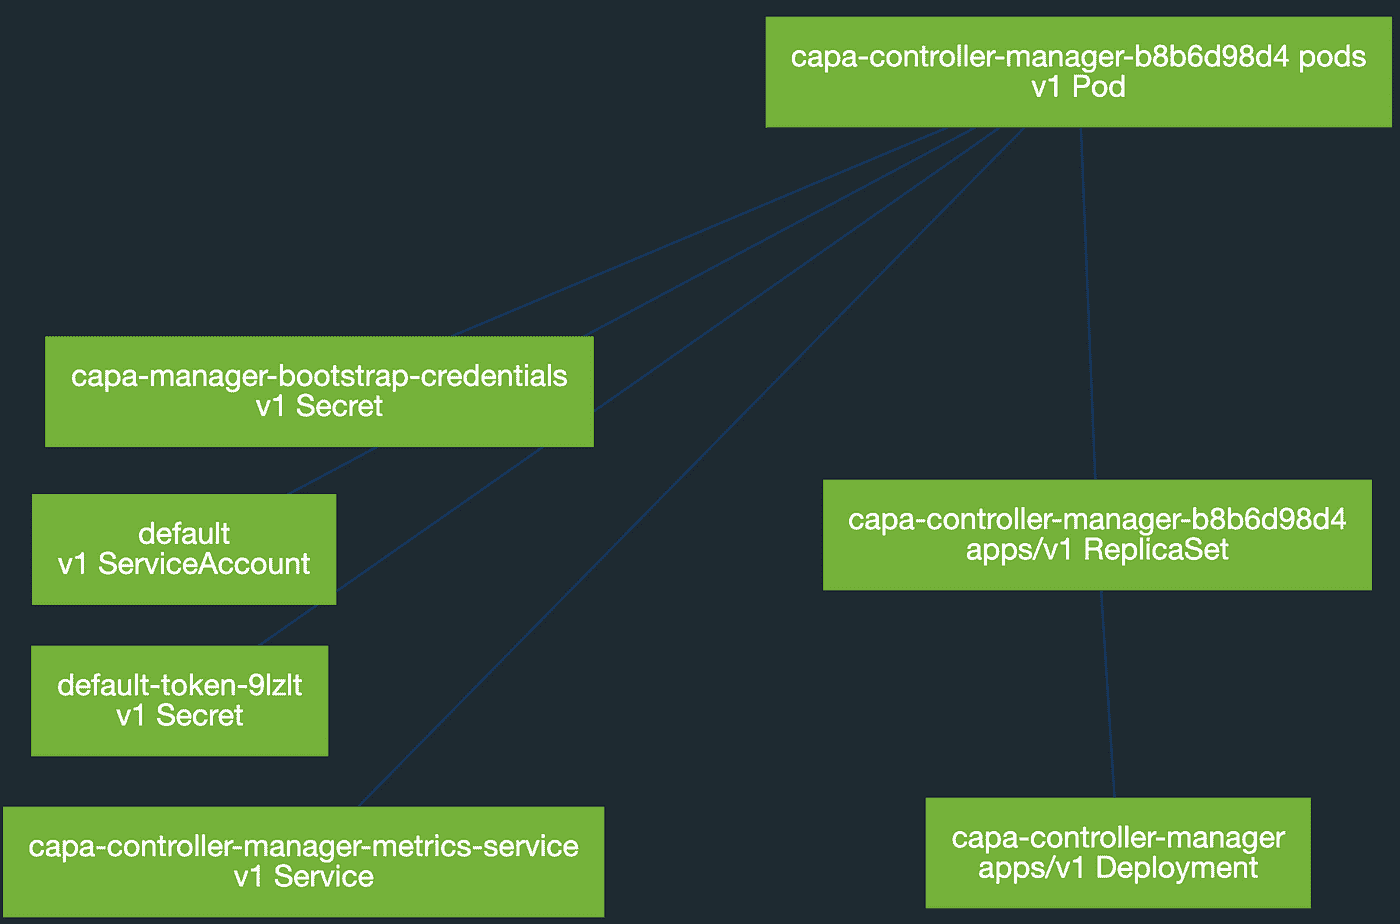 capa-controller-manager-b8b6d98d4 pods
v1 Pod
capa-manager-bootstrap-credentials
v1 Secret
default
v1 ServiceAccount
capa-controller-manager-b8b6d98d4
apps/v1 ReplicaSet
default-token-9lzlt
v1 Secret
capa-controller-manager-metrics-service
v1 Service
capa-controller-manager
apps/v1 Deployment